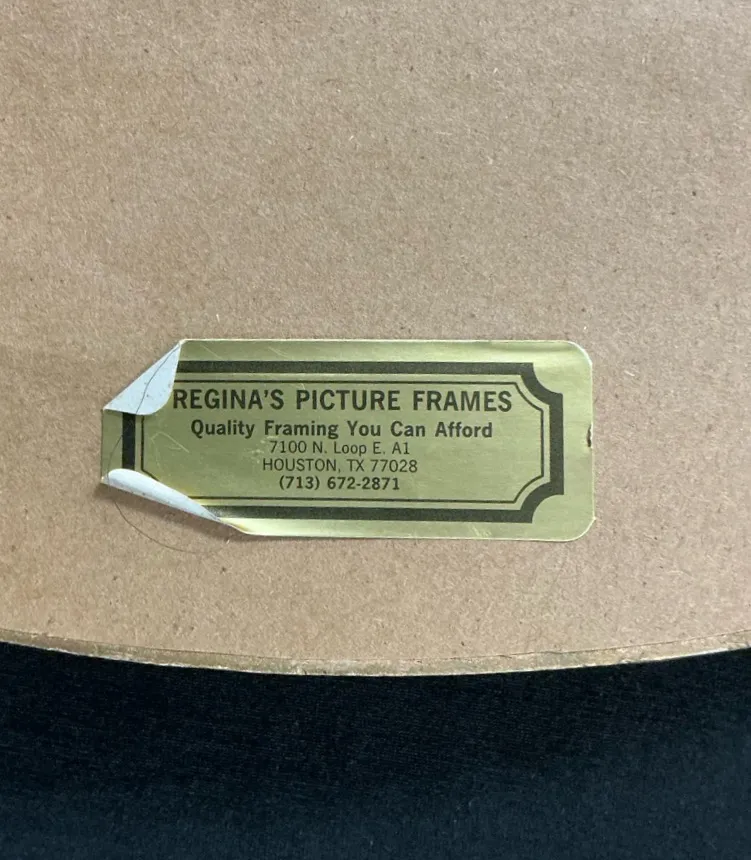 REGINA'S PICTURE FRAMES
Quality Framing You Can Afford
7100 N. Loop E. A1
HOUSTON, TX 77028
(713) 672-2871